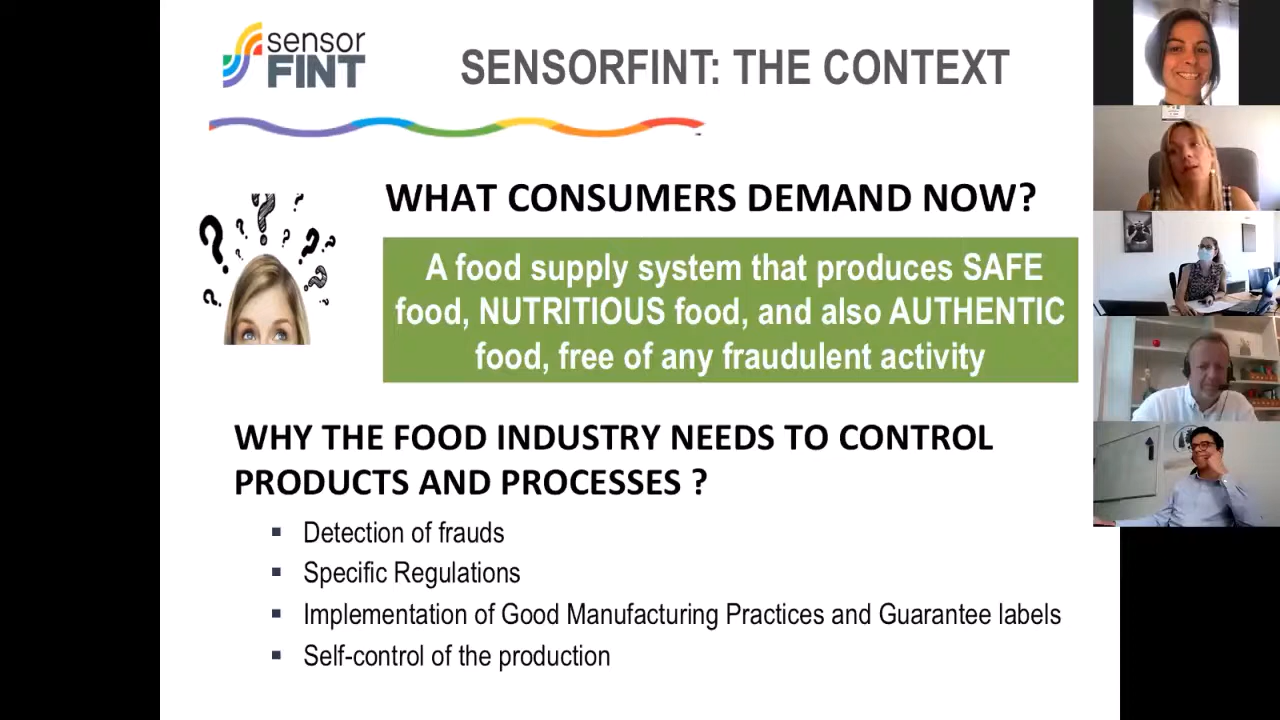 sensor
FINT
SENSORFINT: THE CONTEXT
WHAT CONSUMERS DEMAND NOW?
A food supply system that produces SAFE
food, NUTRITIOUS food, and also AUTHENTIC
food, free of any fraudulent activity
WHY THE FOOD INDUSTRY NEEDS TO CONTROL
PRODUCTS AND PROCESSES ?
▪ Detection of frauds
▪ Specific Regulations
▪ Implementation of Good Manufacturing Practices and Guarantee labels
▪ Self-control of the production